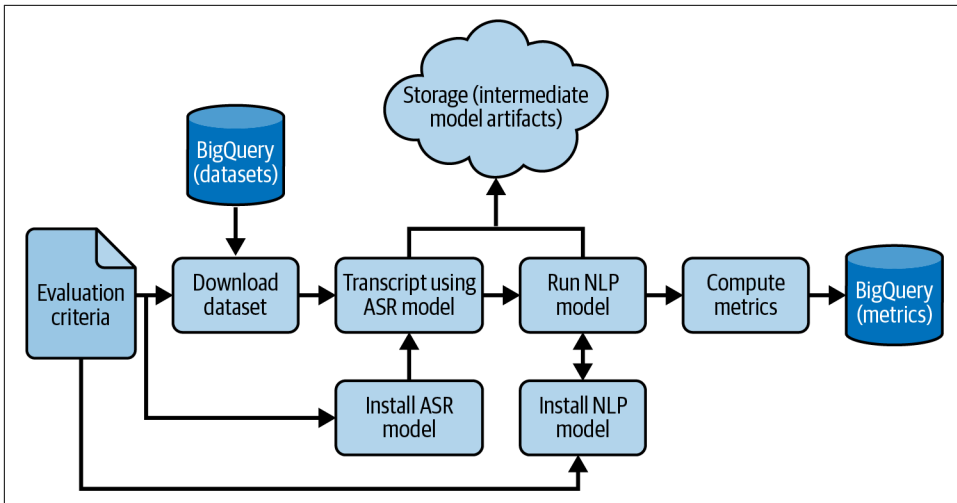 Storage (intermediate
model artifacts)
BigQuery
(datasets)
Evaluation
criteria
Download
dataset
Transcript using
ASR model
Run NLP
model
Compute
metrics
BigQuery
(metrics)
Install ASR
model
Install NLP
model